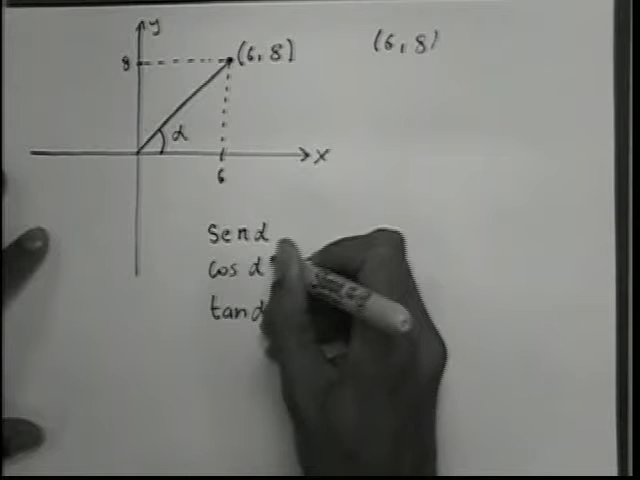 y
8
(6,8)
(6,8)
α
x
6
sen α
cos α
tan α